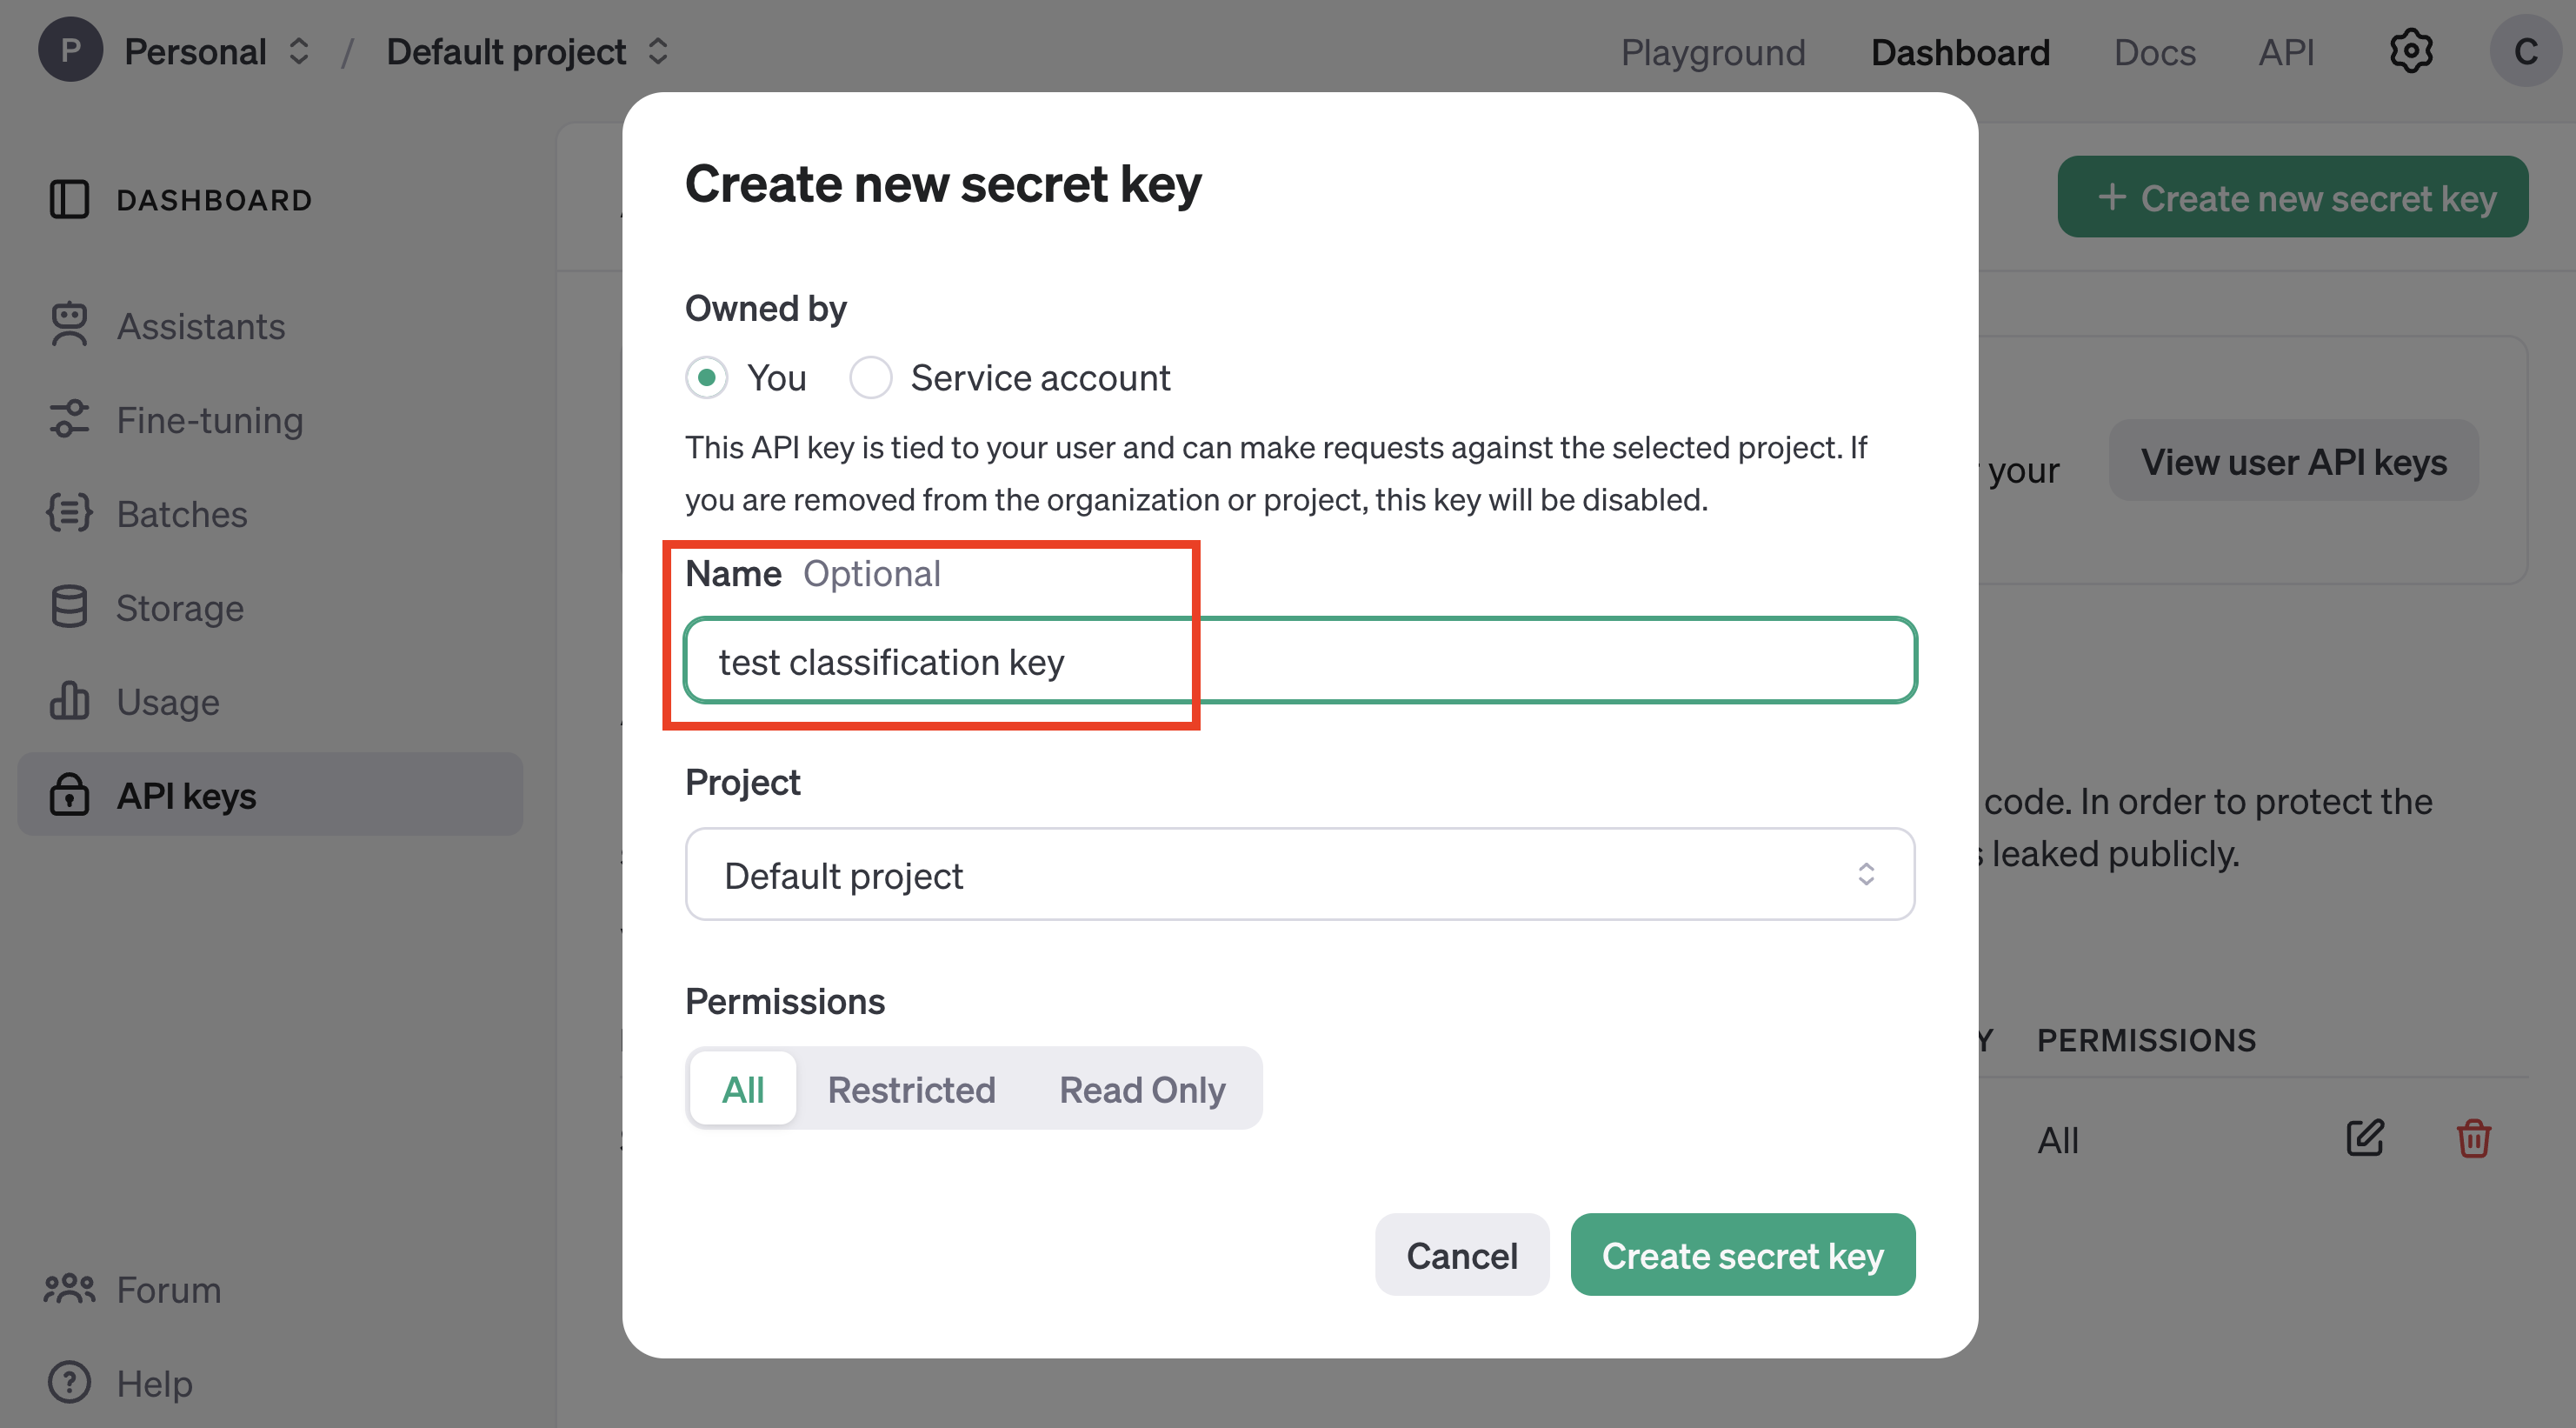 P Personal / Default project Playground Dashboard Docs API C
DASHBOARD
Assistants
Fine-tuning
Batches
Storage
Usage
API keys
Forum
Help
+ Create new secret key
your View user API keys
code. In order to protect the
leaked publicly.
PERMISSIONS
All
Create new secret key
Owned by
You Service account
This API key is tied to your user and can make requests against the selected project. If
you are removed from the organization or project, this key will be disabled.
Name Optional
test classification key
Project
Default project
Permissions
All Restricted Read Only
Cancel Create secret key